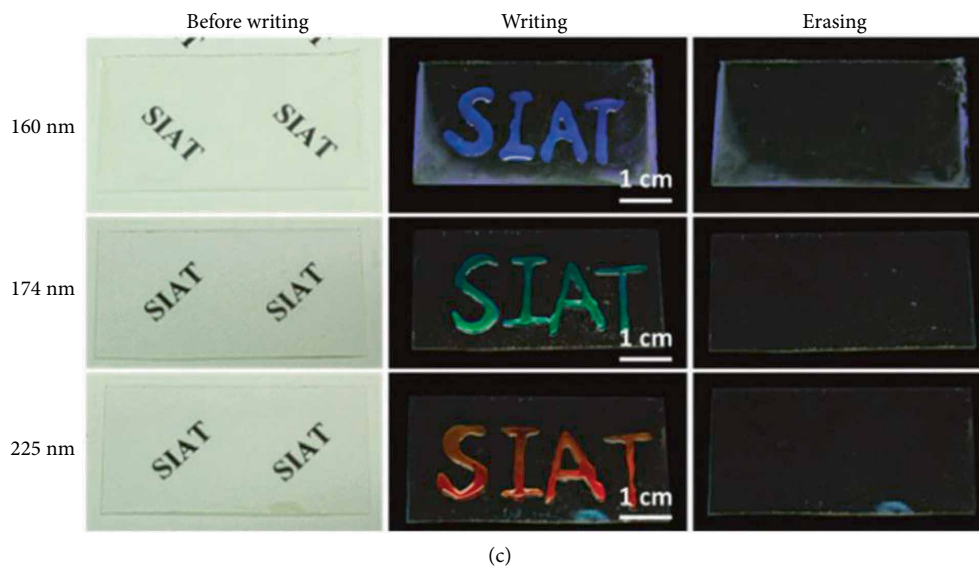 Before writing Writing Erasing
160 nm
SIAT SIAT
SIAT
1 cm
174 nm
SIAT SIAT
SIAT
1 cm
225 nm
SIAT SIAT
SIAT
1 cm
(c)